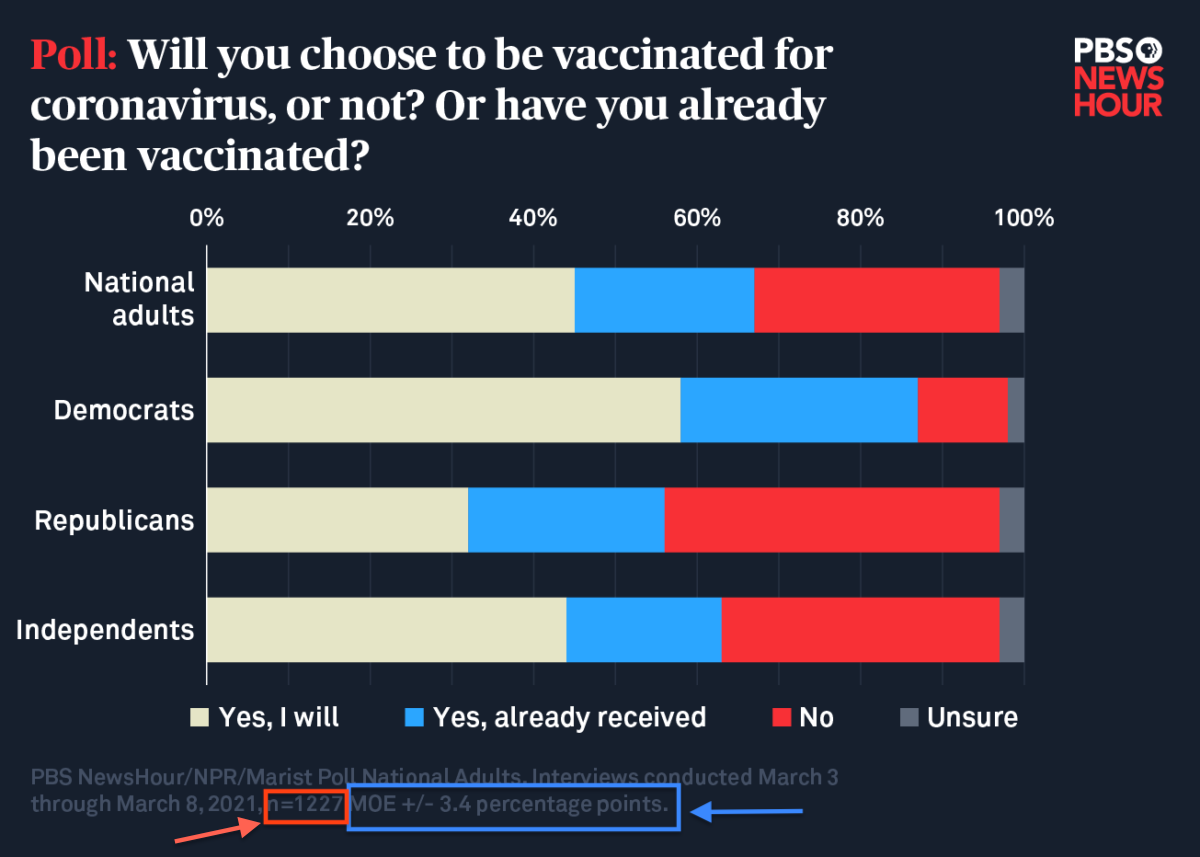 Poll: Will you choose to be vaccinated for
coronavirus, or not? Or have you already
been vaccinated?
PBS
NEWS
HOUR
0% 20% 40% 60% 80% 100%
National
adults
Democrats
Republicans
Independents
Yes, I will Yes, already received No Unsure
PBS NewsHour/NPR/Marist Poll National Adults. Interviews conducted March 3
through March 8, 2021, n=1227 MOE +/- 3.4 percentage points.